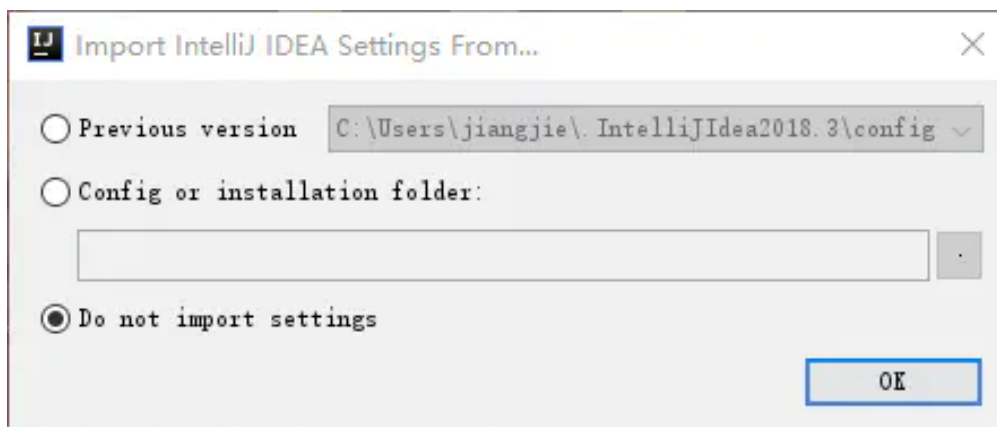 IJ
Import IntelliJ IDEA Settings From...
Previous version C:\Users\jiangjie\.IntelliJIdea2018.3\config
Config or installation folder:
.
Do not import settings
OK